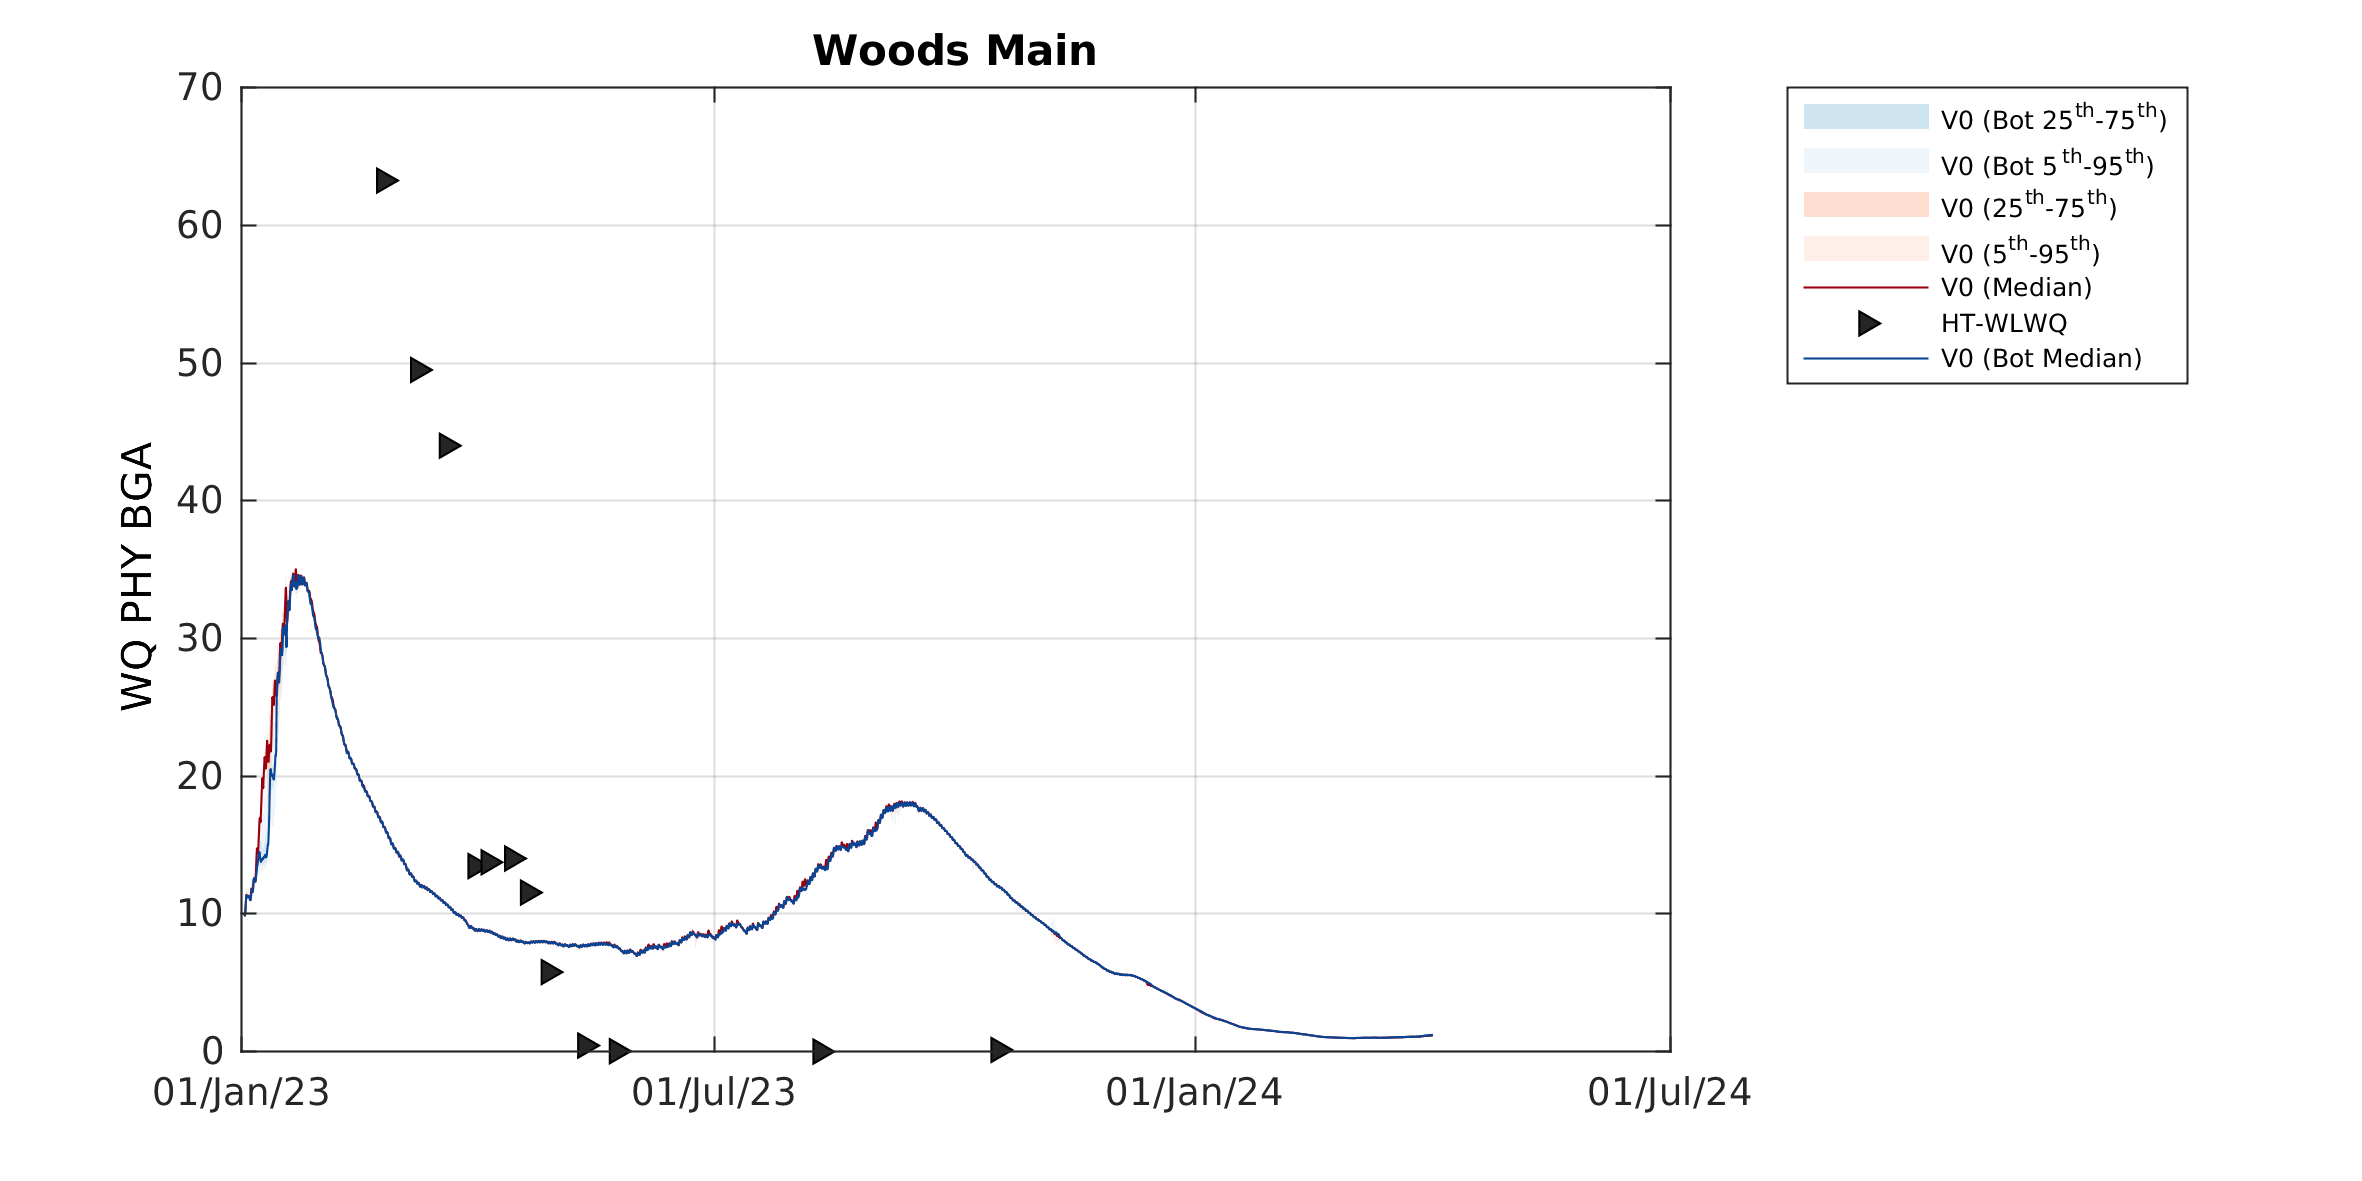 Woods Main
70
60
50
40
30
20
10
0
WQ PHY BGA
01/Jan/23
01/Jul/23
01/Jan/24
01/Jul/24
V0 (Bot 25th-75th)
V0 (Bot 5th-95th)
V0 (25th-75th)
V0 (5th-95th)
V0 (Median)
HT-WLWQ
V0 (Bot Median)